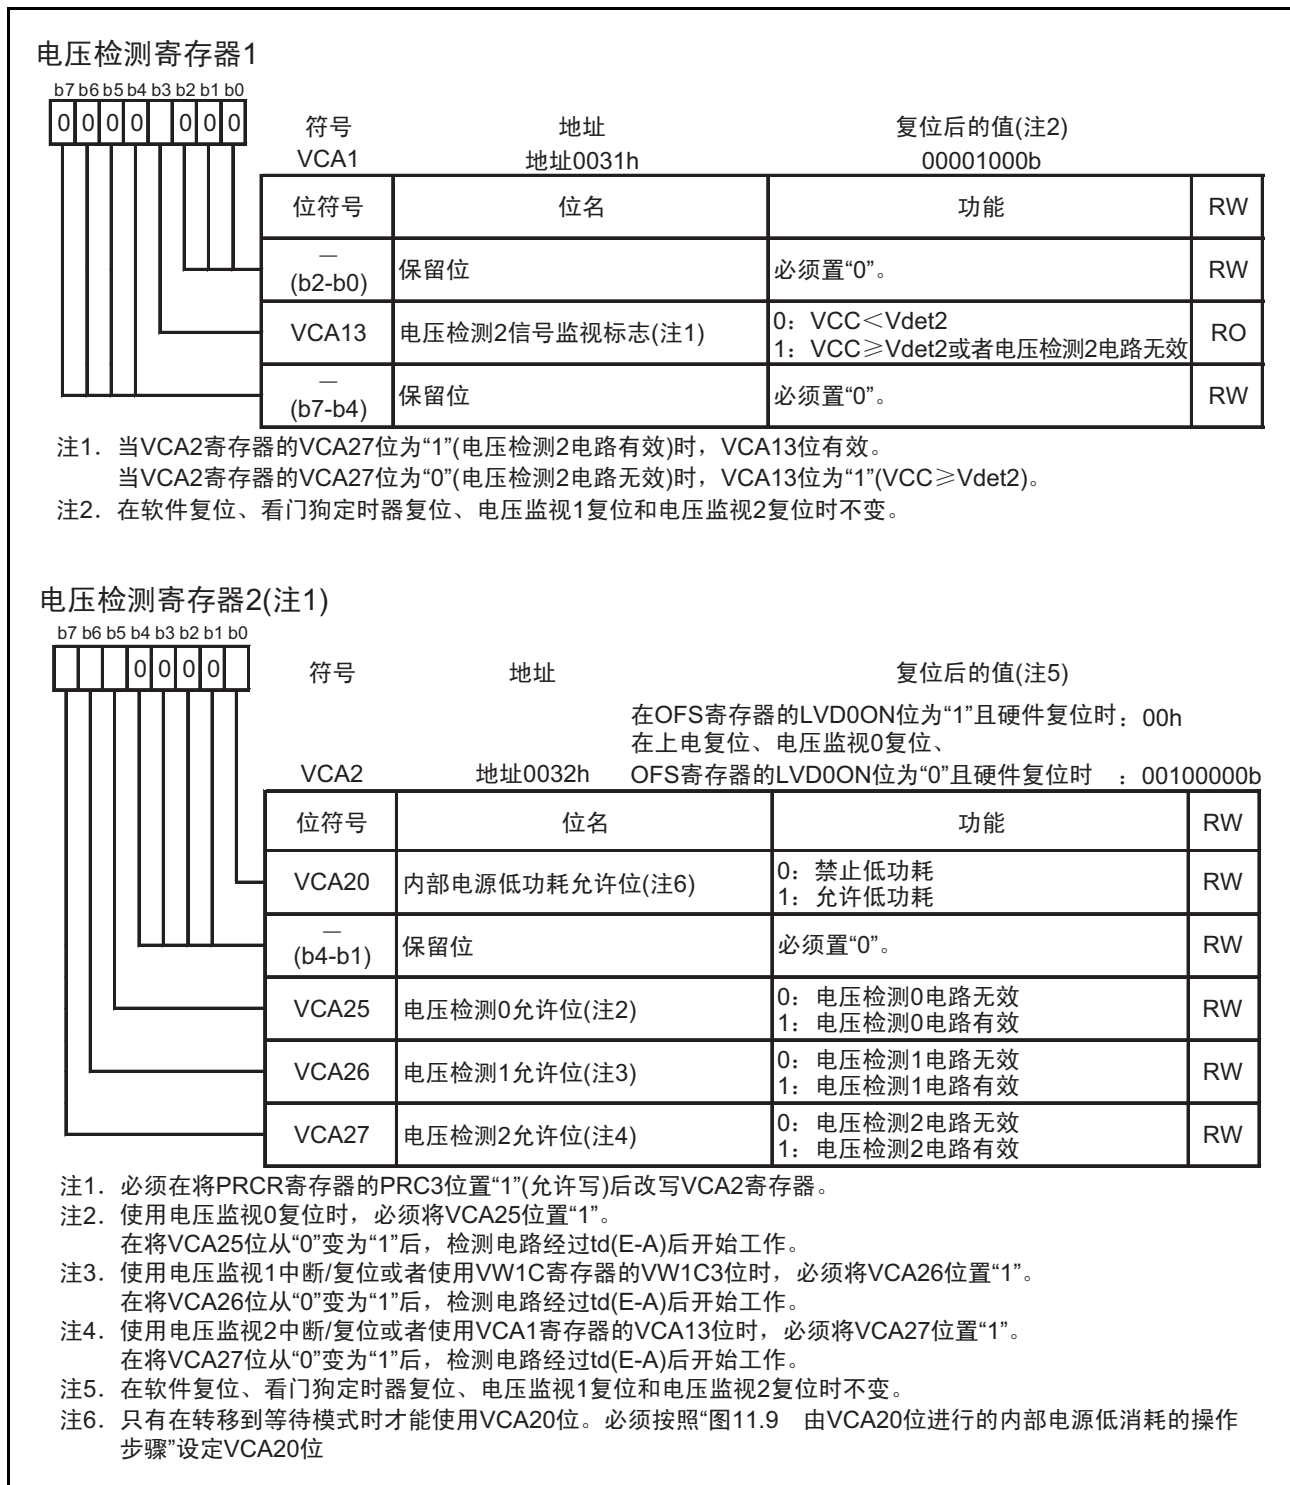 电压检测寄存器1
b7 b6 b5 b4 b3 b2 b1 b0
0 0 0 0 0 0 0
符号 地址 复位后的值(注2)
VCA1 地址0031h 00001000b
位符号 位名 功能 RW
—
(b2-b0) 保留位 必须置“0”。 RW
VCA13 电压检测2信号监视标志(注1) 0：VCC＜Vdet2
1：VCC≥Vdet2或者电压检测2电路无效 RO
—
(b7-b4) 保留位 必须置“0”。 RW
注1．当VCA2寄存器的VCA27位为“1”(电压检测2电路有效)时，VCA13位有效。
当VCA2寄存器的VCA27位为“0”(电压检测2电路无效)时，VCA13位为“1”(VCC≥Vdet2)。
注2．在软件复位、看门狗定时器复位、电压监视1复位和电压监视2复位时不变。
电压检测寄存器2(注1)
b7 b6 b5 b4 b3 b2 b1 b0
0 0 0 0
符号 地址 复位后的值(注5)
在OFS寄存器的LVD0ON位为“1”且硬件复位时：00h
在上电复位、电压监视0复位、
VCA2 地址0032h OFS寄存器的LVD0ON位为“0”且硬件复位时 ：00100000b
位符号 位名 功能 RW
VCA20 内部电源低功耗允许位(注6) 0：禁止低功耗
1：允许低功耗 RW
—
(b4-b1) 保留位 必须置“0”。 RW
VCA25 电压检测0允许位(注2) 0：电压检测0电路无效
1：电压检测0电路有效 RW
VCA26 电压检测1允许位(注3) 0：电压检测1电路无效
1：电压检测1电路有效 RW
VCA27 电压检测2允许位(注4) 0：电压检测2电路无效
1：电压检测2电路有效 RW
注1．必须在将PRCR寄存器的PRC3位置“1”(允许写)后改写VCA2寄存器。
注2．使用电压监视0复位时，必须将VCA25位置“1”。
在将VCA25位从“0”变为“1”后，检测电路经过td(E-A)后开始工作。
注3．使用电压监视1中断/复位或者使用VW1C寄存器的VW1C3位时，必须将VCA26位置“1”。
在将VCA26位从“0”变为“1”后，检测电路经过td(E-A)后开始工作。
注4．使用电压监视2中断/复位或者使用VCA1寄存器的VCA13位时，必须将VCA27位置“1”。
在将VCA27位从“0”变为“1”后，检测电路经过td(E-A)后开始工作。
注5．在软件复位、看门狗定时器复位、电压监视1复位和电压监视2复位时不变。
注6．只有在转移到等待模式时才能使用VCA20位。必须按照“图11.9 由VCA20位进行的内部电源低消耗的操作
步骤”设定VCA20位